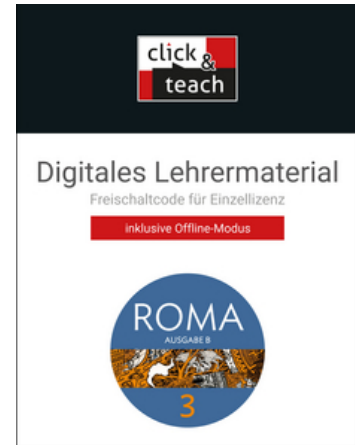 click &
teach
Digitales Lehrermaterial
Freischaltcode für Einzellizenz
inklusive Offline-Modus
ROMA
AUSGABE B
3